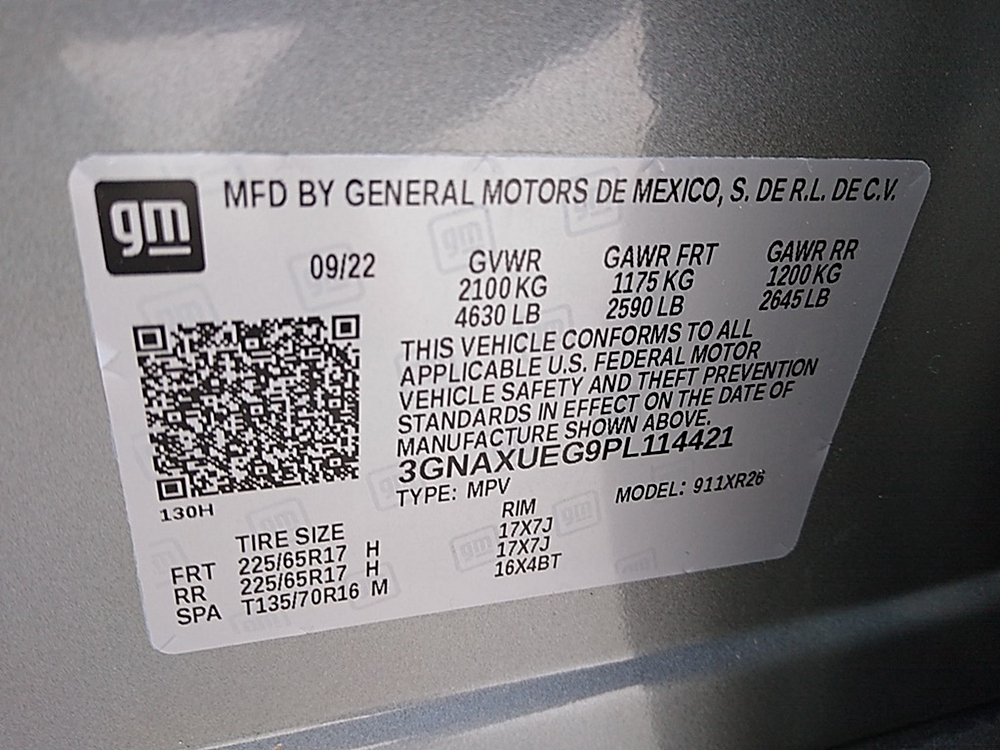 gm
MFD BY GENERAL MOTORS DE MEXICO, S. DE R.L. DE C.V.
09/22
GVWR GAWR FRT GAWR RR
2100 KG 1175 KG 1200 KG
4630 LB 2590 LB 2645 LB
THIS VEHICLE CONFORMS TO ALL
APPLICABLE U.S. FEDERAL MOTOR
VEHICLE SAFETY AND THEFT PREVENTION
STANDARDS IN EFFECT ON THE DATE OF
MANUFACTURE SHOWN ABOVE.
3GNAXUEG9PL114421
TYPE: MPV MODEL: 911XR26
130H
TIRE SIZE RIM
FRT 225/65R17 H 17X7J
RR 225/65R17 H 17X7J
SPA T135/70R16 M 16X4BT